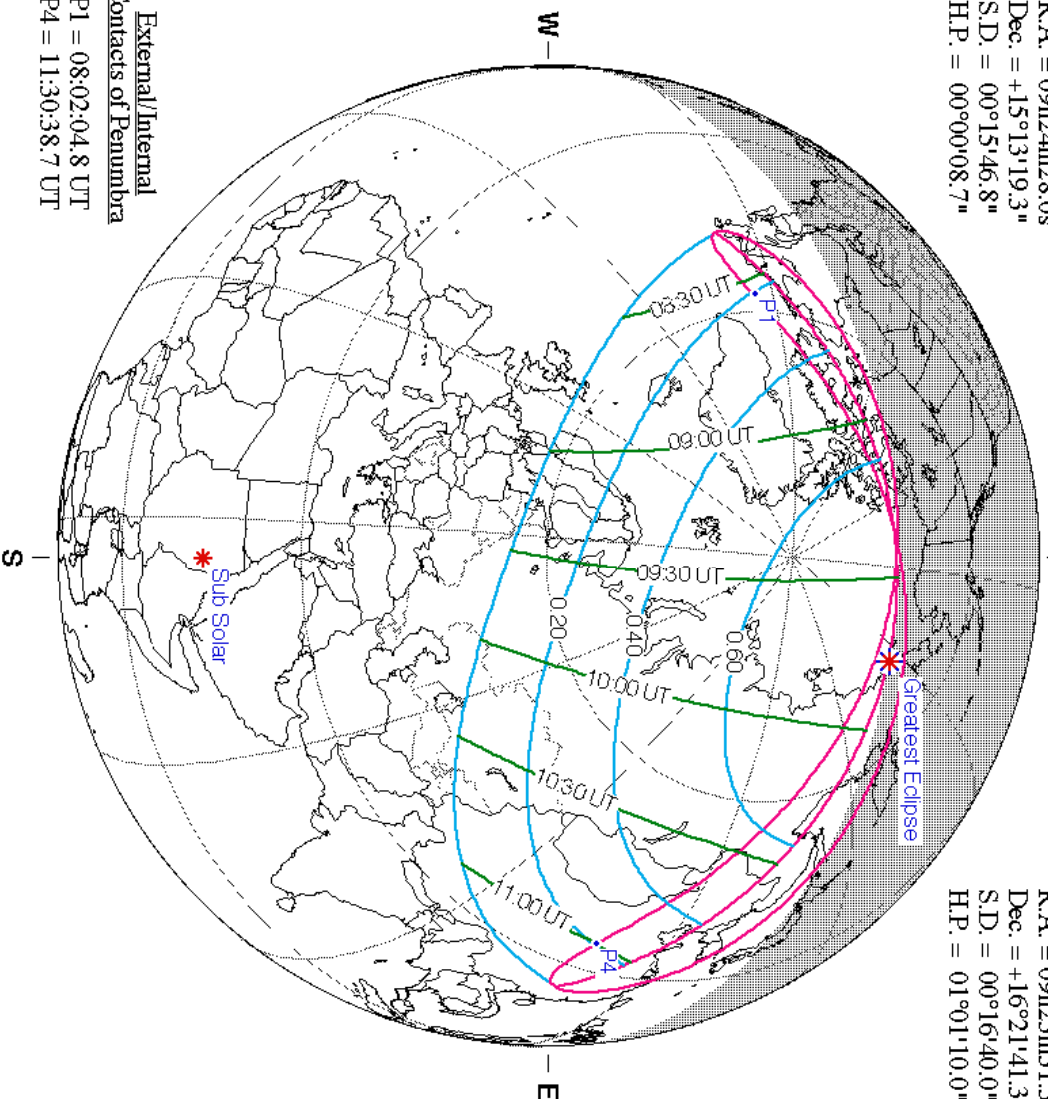 R.A. = 09h24m28.0s
Dec. = +15°13'19.3"
S.D. = 00°15'46.8"
H.P. = 00°00'08.7"
Dec. = +16°21'41.3
S.D. = 00°16'40.0"
H.P. = 01°01'10.0"
W
E
S
External/Internal
ontacts of Penumbra
P1 = 08:02:04.8 UT
P4 = 11:30:38.7 UT
P1
P4
08:30 UT
09:00 UT
09:30 UT
10:00 UT
10:30 UT
11:00 UT
0.20
0.40
0.60
Sub Solar
Greatest Eclipse